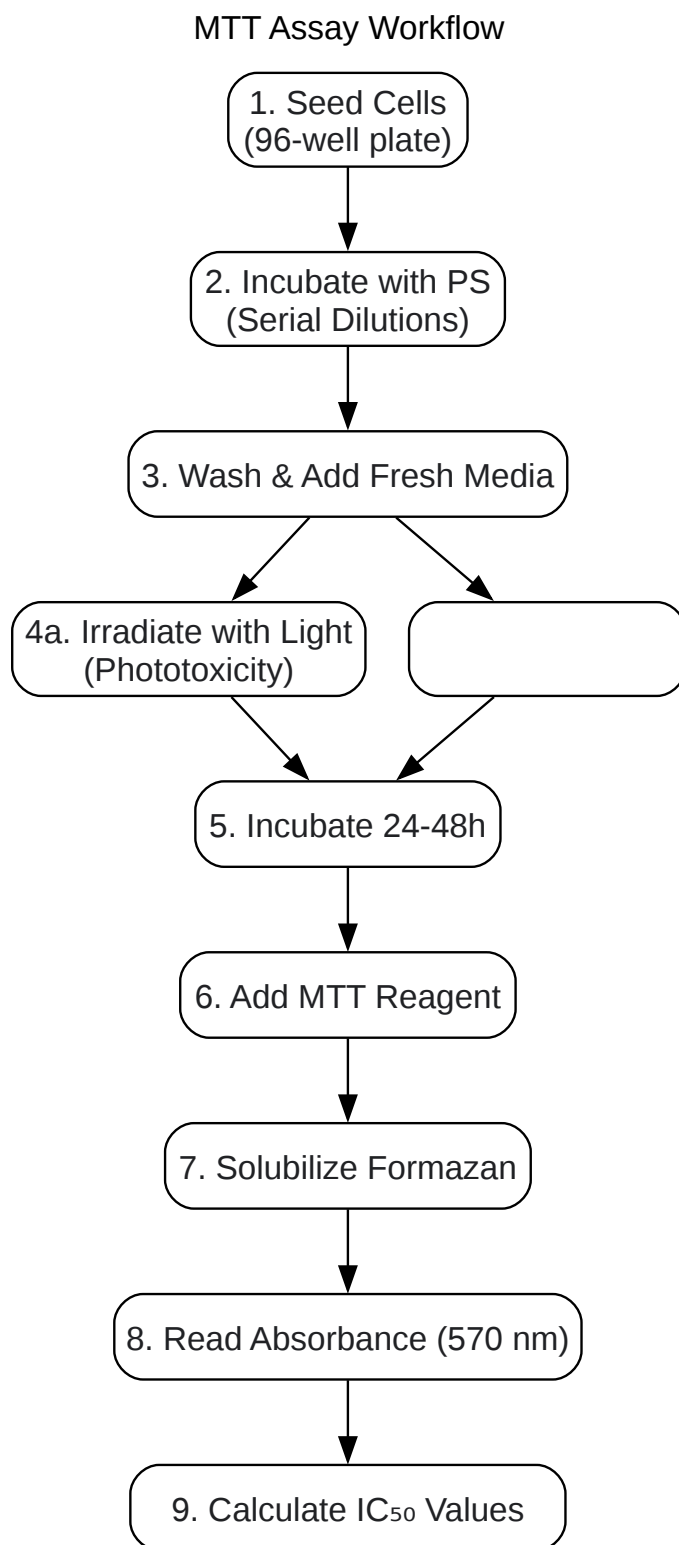 MTT Assay Workflow
1. Seed Cells
(96-well plate)
2. Incubate with PS
(Serial Dilutions)
3. Wash & Add Fresh Media
4a. Irradiate with Light
(Phototoxicity)
5. Incubate 24-48h
6. Add MTT Reagent
7. Solubilize Formazan
8. Read Absorbance (570 nm)
9. Calculate IC₅₀ Values